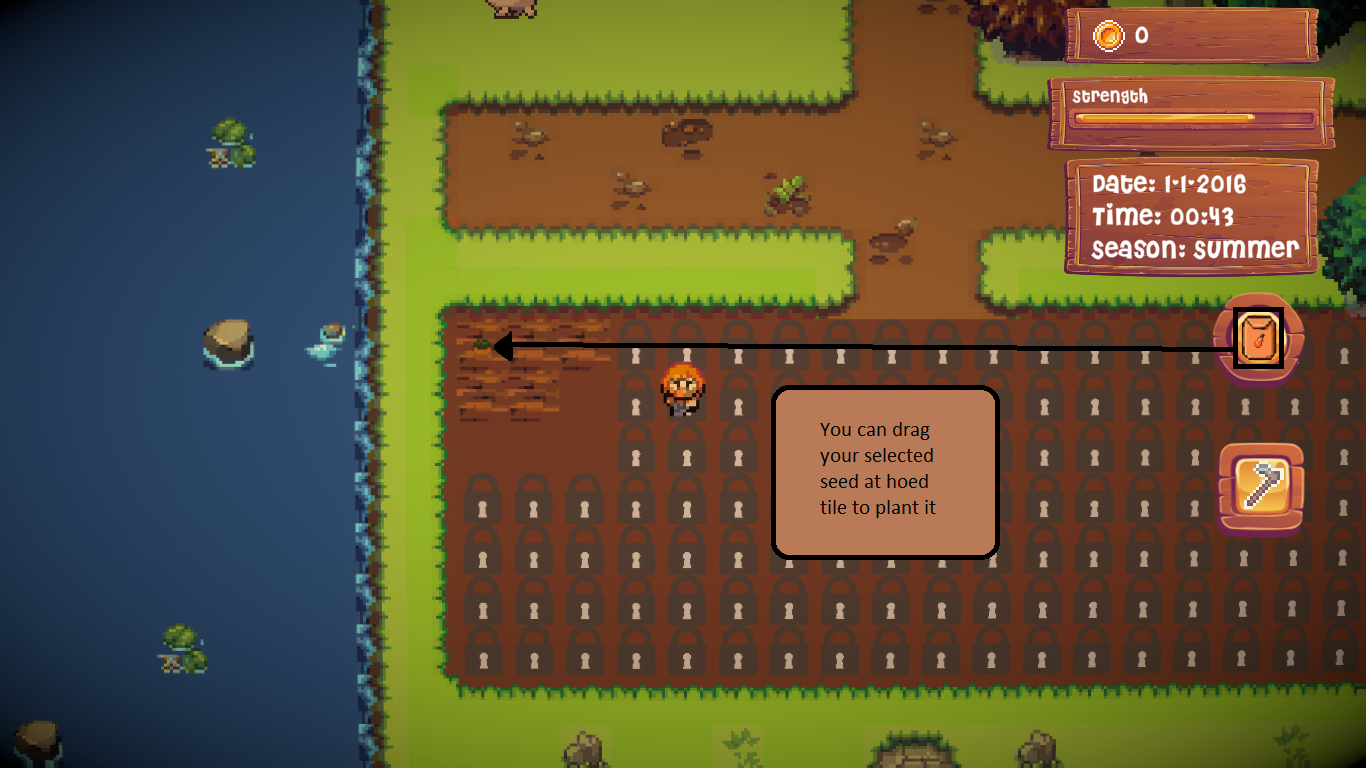 0
strength
Date: 1-1-2016
Time: 00:43
season: summer
You can drag
your selected
seed at hoed
tile to plant it